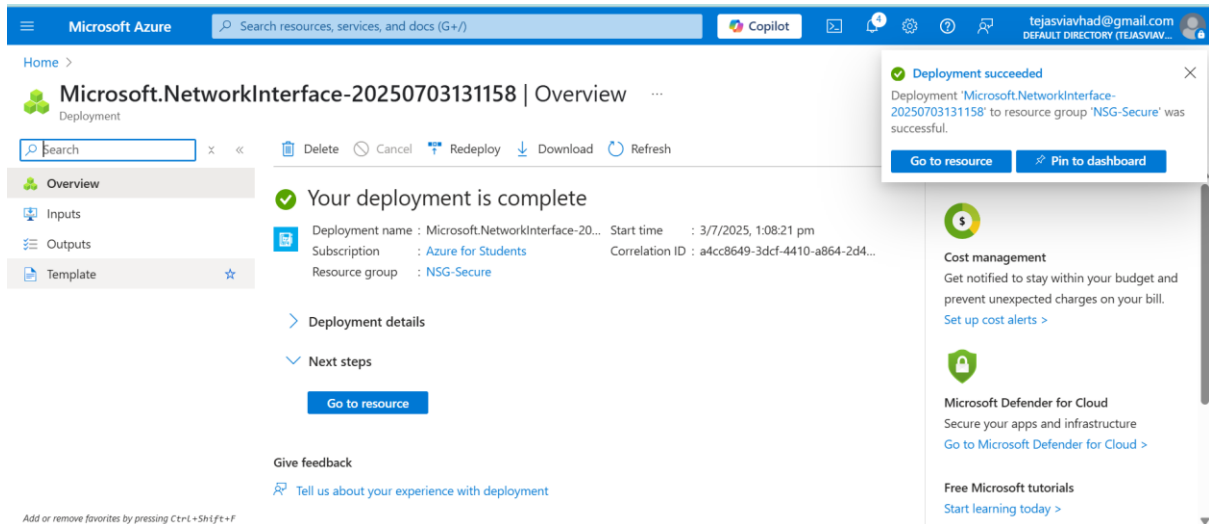 Microsoft Azure
Search resources, services, and docs (G+/)
Copilot
4
tejasviavhad@gmail.com
DEFAULT DIRECTORY (TEJASVIAV...
Home >
Microsoft.NetworkInterface-20250703131158 | Overview ...
Deployment
Deployment succeeded
Deployment 'Microsoft.NetworkInterface-
20250703131158' to resource group 'NSG-Secure' was
successful.
Go to resource
Pin to dashboard
Search
Delete
Cancel
Redeploy
Download
Refresh
Overview
Inputs
Outputs
Template
Your deployment is complete
Deployment name : Microsoft.NetworkInterface-20... Start time : 3/7/2025, 1:08:21 pm
Subscription : Azure for Students Correlation ID : a4cc8649-3dcf-4410-a864-2d4...
Resource group : NSG-Secure
Deployment details
Next steps
Go to resource
Give feedback
Tell us about your experience with deployment
Cost management
Get notified to stay within your budget and
prevent unexpected charges on your bill.
Set up cost alerts >
Microsoft Defender for Cloud
Secure your apps and infrastructure
Go to Microsoft Defender for Cloud >
Free Microsoft tutorials
Start learning today >
Add or remove favorites by pressing Ctrl+Shift+F